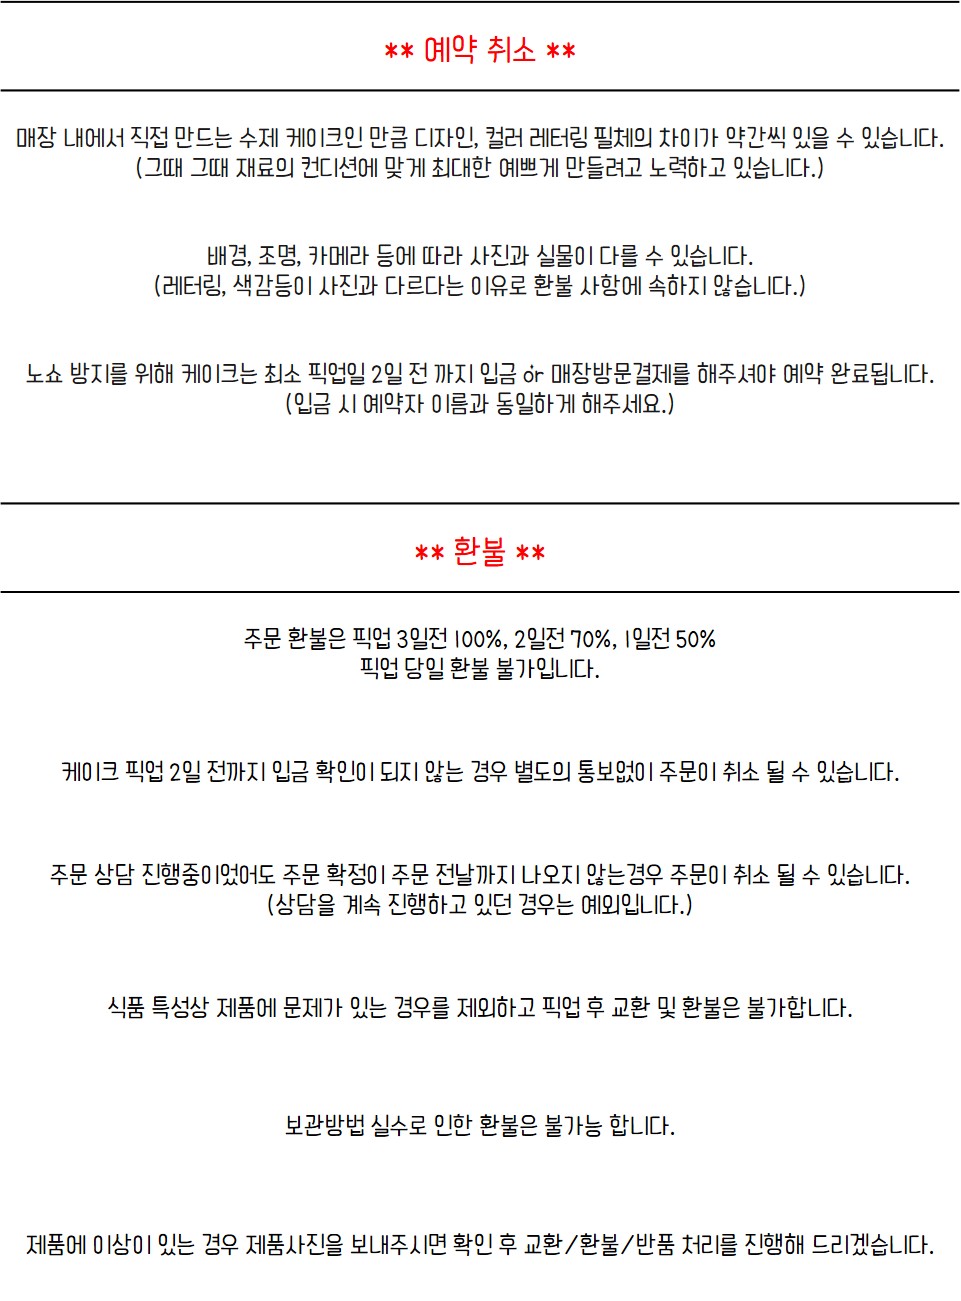 ** 예약 취소 **
매장 내에서 직접 만드는 수제 케이크인 만큼 디자인, 컬러 레터링 필체의 차이가 약간씩 있을 수 있습니다.
(그때 그때 재료의 컨디션에 맞게 최대한 예쁘게 만들려고 노력하고 있습니다.)
배경, 조명, 카메라 등에 따라 사진과 실물이 다를 수 있습니다.
(레터링, 색감등이 사진과 다르다는 이유로 환불 사항에 속하지 않습니다.)
노쇼 방지를 위해 케이크는 최소 픽업일 2일 전 까지 입금 or 매장방문결제를 해주셔야 예약 완료됩니다.
(입금 시 예약자 이름과 동일하게 해주세요.)
** 환불 **
주문 환불은 픽업 3일전 100%, 2일전 70%, 1일전 50%
픽업 당일 환불 불가입니다.
케이크 픽업 2일 전까지 입금 확인이 되지 않는 경우 별도의 통보없이 주문이 취소 될 수 있습니다.
주문 상담 진행중이었어도 주문 확정이 주문 전날까지 나오지 않는경우 주문이 취소 될 수 있습니다.
(상담을 계속 진행하고 있던 경우는 예외입니다.)
식품 특성상 제품에 문제가 있는 경우를 제외하고 픽업 후 교환 및 환불은 불가합니다.
보관방법 실수로 인한 환불은 불가능 합니다.
제품에 이상이 있는 경우 제품사진을 보내주시면 확인 후 교환/환불/반품 처리를 진행해 드리겠습니다.